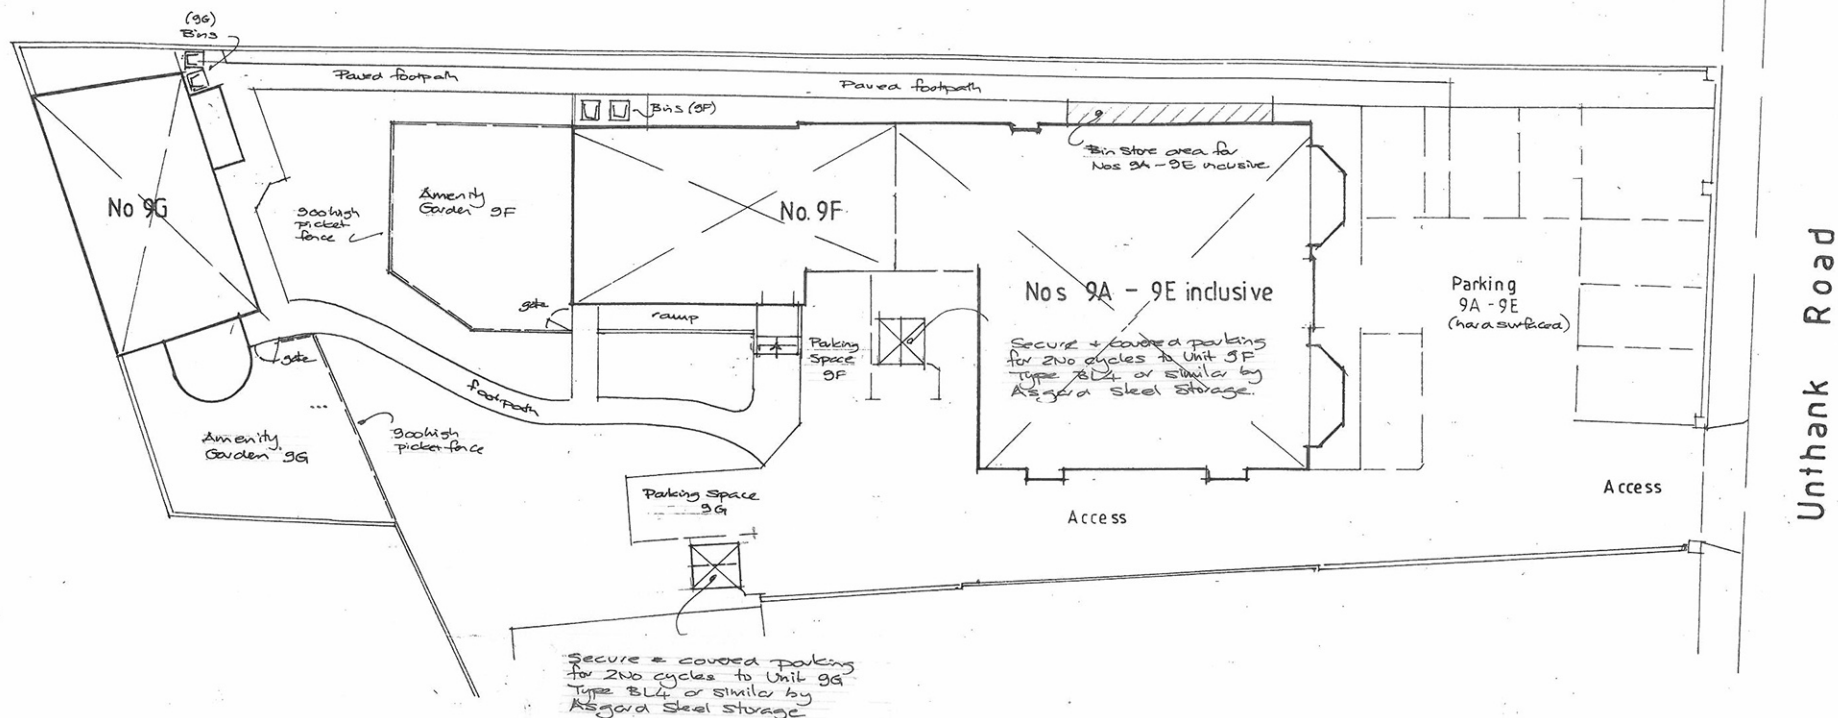 (9G)
Bins
Paved footpath
Paved footpath
Bins (9F)
Bin store area for
Nos 9A - 9E inclusive
No 9G
900 high
picket
fence
Amenity
Garden 9F
No. 9F
Nos 9A - 9E inclusive
Parking
9A - 9E
(hard surfaced)
Unthank Road
gate
ramp
Parking
Space
9F
Secure + covered parking
for 2No cycles to Unit 9F
Type BL4 or similar by
Asgard Steel Storage.
gate
footpath
900 high
picket fence
Amenity
Garden 9G
Parking Space
9G
Access
Access
Secure & covered parking
for 2No cycles to Unit 9G
Type BL4 or similar by
Asgard Steel Storage